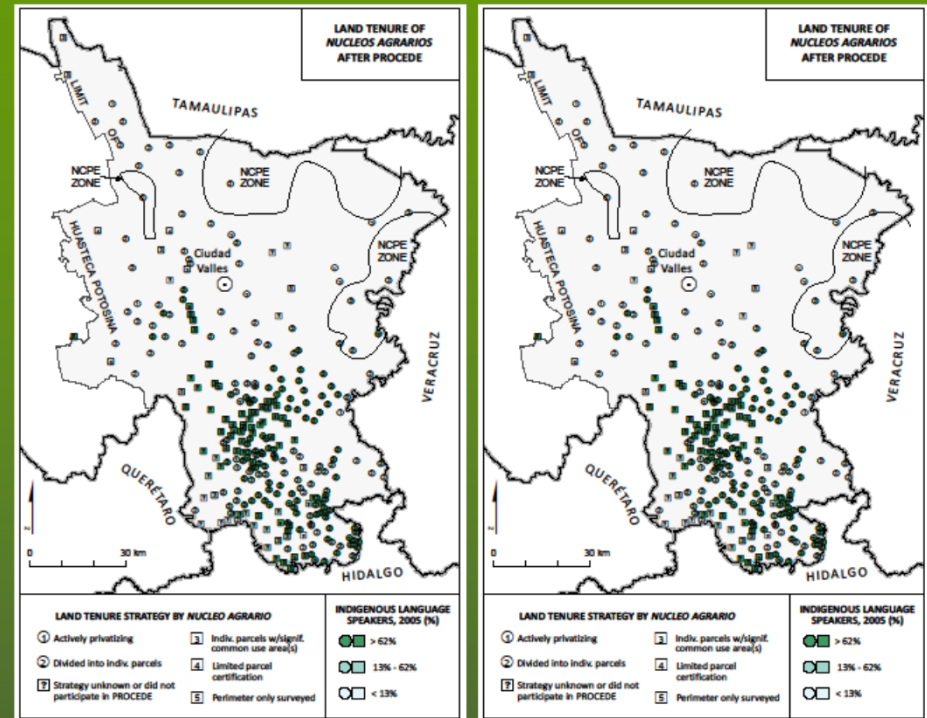 LAND TENURE OF
NUCLEOS AGRARIOS
AFTER PROCEDE
TAMAULIPAS
LIMIT
OF
HUASTECA POTOSINA
NCPE
ZONE
NCPE
ZONE
NCPE
ZONE
Ciudad
Valles
VERACRUZ
QUERÉTARO
HIDALGO
0
30 km
LAND TENURE STRATEGY BY NUCLEO AGRARIO
1 Actively privatizing
2 Divided into indiv. parcels
? Strategy unknown or did not
participate in PROCEDE
3 Indiv. parcels w/signif.
common use area(s)
4 Limited parcel
certification
5 Perimeter only surveyed
INDIGENOUS LANGUAGE
SPEAKERS, 2005 (%)
> 62%
13% - 62%
< 13%
LAND TENURE OF
NUCLEOS AGRARIOS
AFTER PROCEDE
TAMAULIPAS
LIMIT
OF
HUASTECA POTOSINA
NCPE
ZONE
NCPE
ZONE
NCPE
ZONE
Ciudad
Valles
VERACRUZ
QUERÉTARO
HIDALGO
0
30 km
LAND TENURE STRATEGY BY NUCLEO AGRARIO
1 Actively privatizing
2 Divided into indiv. parcels
? Strategy unknown or did not
participate in PROCEDE
3 Indiv. parcels w/signif.
common use area(s)
4 Limited parcel
certification
5 Perimeter only surveyed
INDIGENOUS LANGUAGE
SPEAKERS, 2005 (%)
> 62%
13% - 62%
< 13%